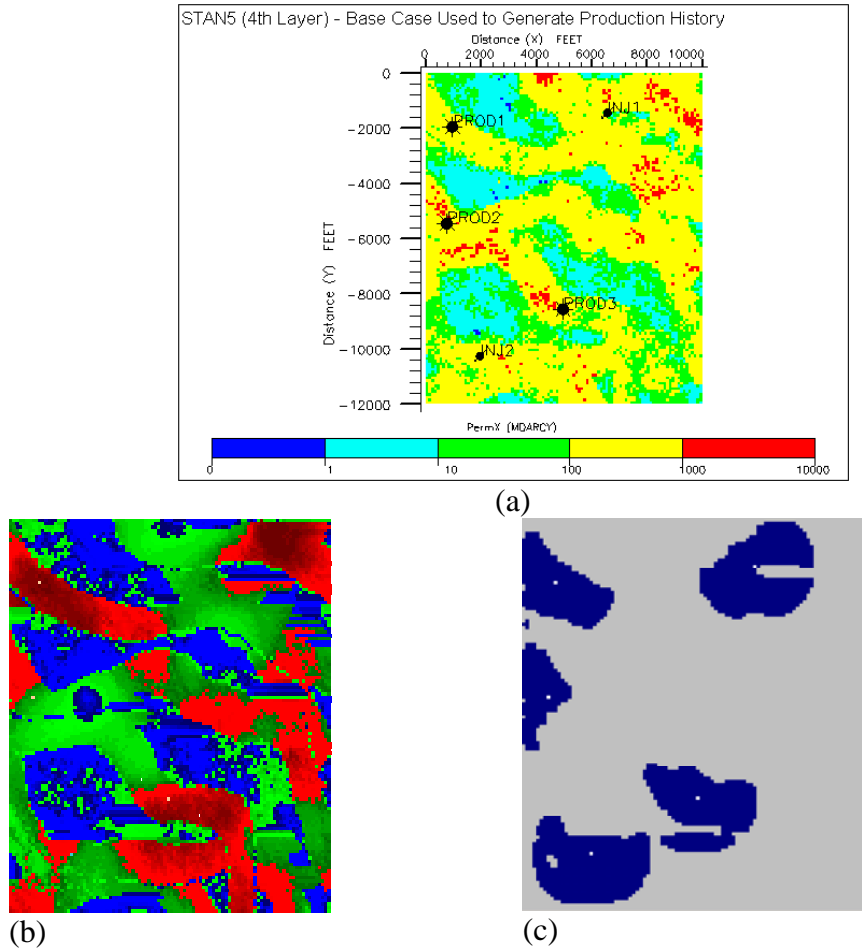 STAN5 (4th Layer) - Base Case Used to Generate Production History
Distance (X) FEET
0 2000 4000 6000 8000 10000
0
-2000
-4000
-6000
-8000
-10000
-12000
Distance (Y) FEET
INJ1
PROD1
PROD2
PROD3
INJ2
PermX (MDARCY)
0 1 10 100 1000 10000
(a)
(b)
(c)